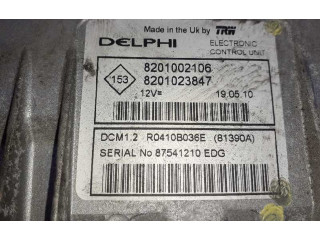 Made in the Uk by TRW
DELPHI ELECTRONIC
CONTROL UNIT
8201002106
153 8201023847
12V= 19.05.10
DCM1.2 R0410B036E (81390A)
SERIAL No 87541210 EDG